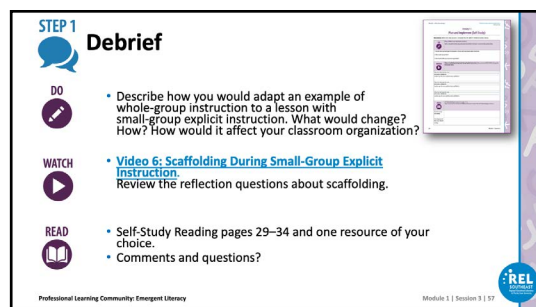 STEP 1
Debrief
DO
• Describe how you would adapt an example of
whole-group instruction to a lesson with
small-group explicit instruction. What would change?
How? How would it affect your classroom organization?
WATCH
• Video 6: Scaffolding During Small-Group Explicit
Instruction.
Review the reflection questions about scaffolding.
READ
• Self-Study Reading pages 29–34 and one resource of your
choice.
• Comments and questions?
Professional Learning Community: Emergent Literacy
Module 1 | Session 3 | 57
REL
SOUTHEAST